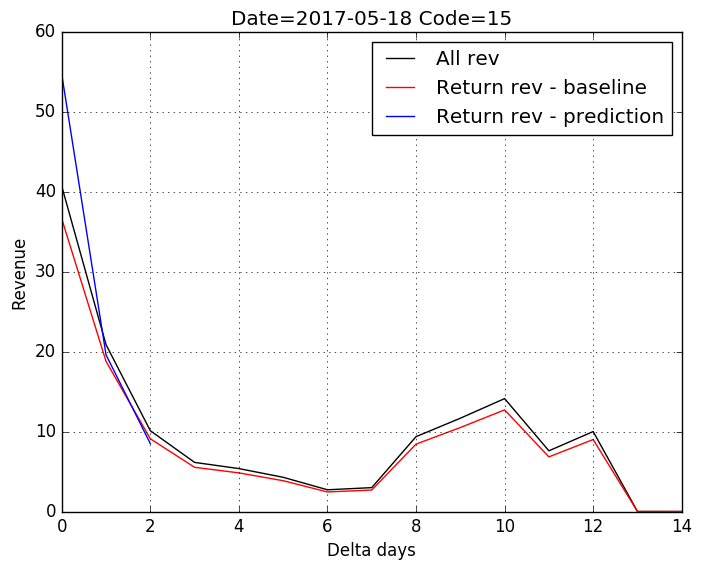 Date=2017-05-18 Code=15
60
50
40
30
20
10
0
Revenue
All rev
Return rev - baseline
Return rev - prediction
0 2 4 6 8 10 12 14
Delta days